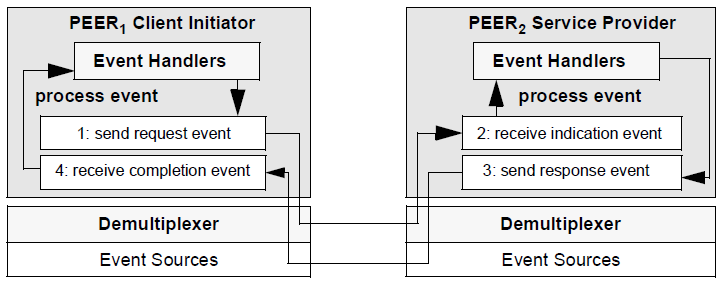 PEER1 Client Initiator
Event Handlers
process event
1: send request event
4: receive completion event
Demultiplexer
Event Sources
PEER2 Service Provider
Event Handlers
process event
2: receive indication event
3: send response event
Demultiplexer
Event Sources